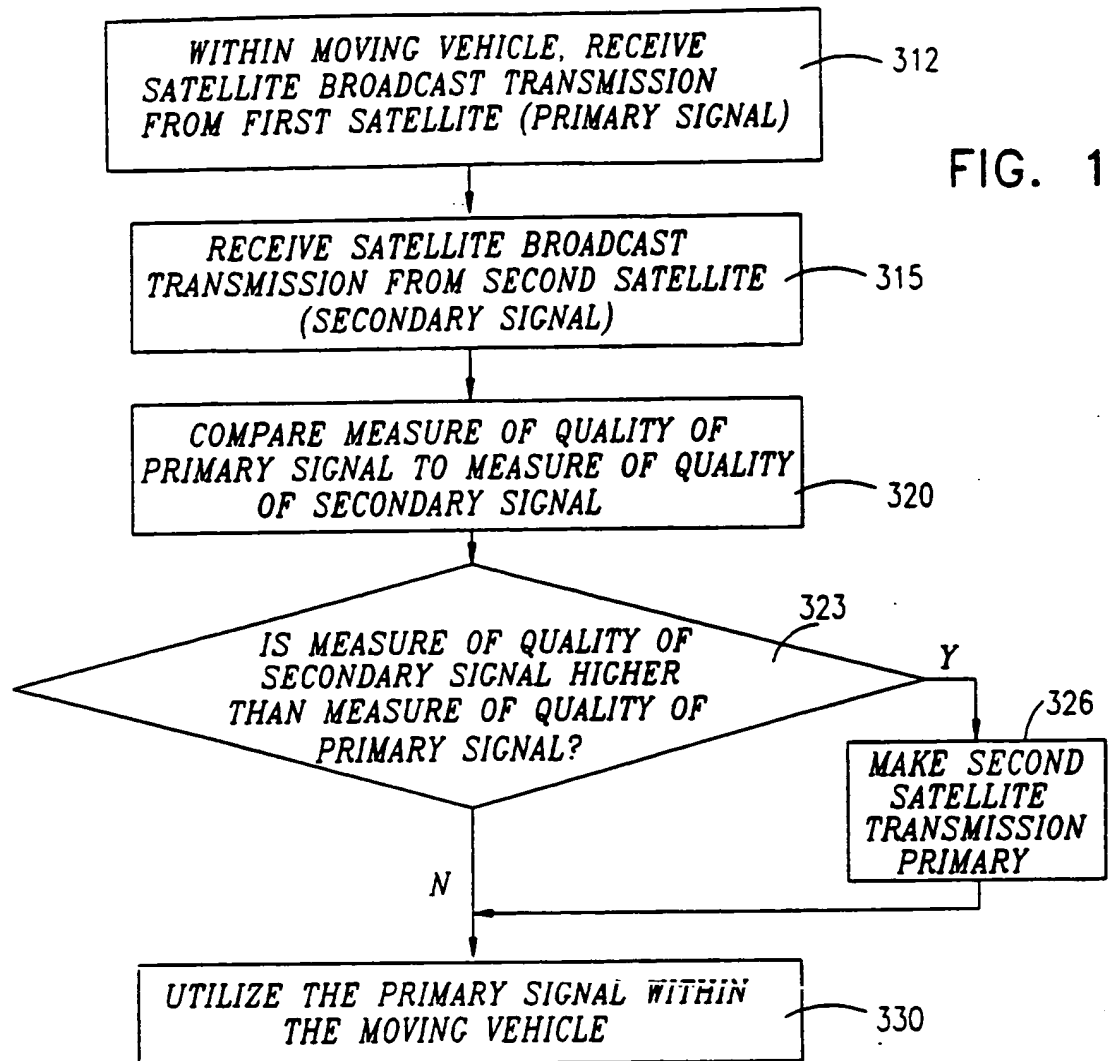 WITHIN MOVING VEHICLE, RECEIVE
SATELLITE BROADCAST TRANSMISSION
FROM FIRST SATELLITE (PRIMARY SIGNAL)
312
FIG. 1
RECEIVE SATELLITE BROADCAST
TRANSMISSION FROM SECOND SATELLITE
(SECONDARY SIGNAL)
315
COMPARE MEASURE OF QUALITY OF
PRIMARY SIGNAL TO MEASURE OF QUALITY
OF SECONDARY SIGNAL
320
IS MEASURE OF QUALITY OF
SECONDARY SIGNAL HIGHER
THAN MEASURE OF QUALITY OF
PRIMARY SIGNAL?
323
Y
326
MAKE SECOND
SATELLITE
TRANSMISSION
PRIMARY
N
UTILIZE THE PRIMARY SIGNAL WITHIN
THE MOVING VEHICLE
330